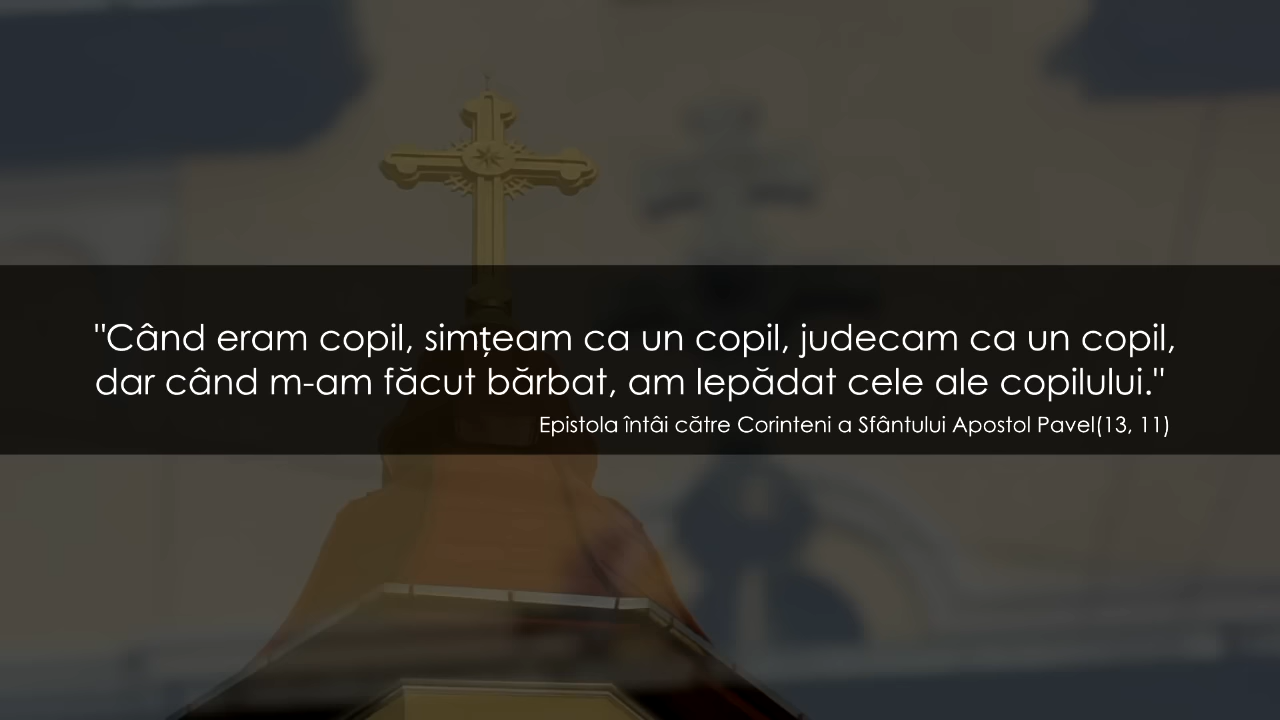 "Când eram copil, simțeam ca un copil, judecam ca un copil,
dar când m-am făcut bărbat, am lepădat cele ale copilului."
Epistola întâi către Corinteni a Sfântului Apostol Pavel(13, 11)